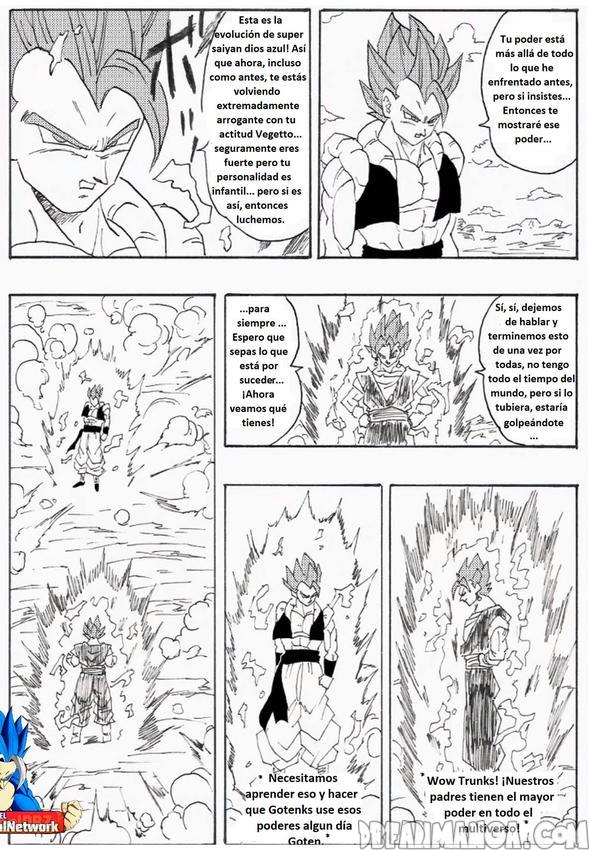 Tu poder está
más allá de todo
lo que he
enfrentado antes,
pero si insistes...
Entonces te
mostraré ese
poder...
Esta es la
evolución de super
saiyan dios azul! Así
que ahora, incluso
como antes, te estás
volviendo
extremadamente
arrogante con tu
actitud Vegetto...
seguramente eres
fuerte pero tu
personalidad es
infantil... pero si es
así, entonces
luchemos.
Sí, sí, dejemos
de hablar y
terminemos esto
de una vez por
todas, no tengo
todo el tiempo del
mundo, pero si lo
tubiera, estaría
golpeándote
...
...para
siempre ...
Espero que
sepas lo que
está por
suceder...
¡Ahora
veamos qué
tienes!
Wow Trunks! ¡Nuestros
padres tienen el mayor
poder en todo el
multiverso!
Necesitamos
aprender eso y hacer
que Gotenks use esos
poderes algun día
Goten.
DBFANMANGA.COM